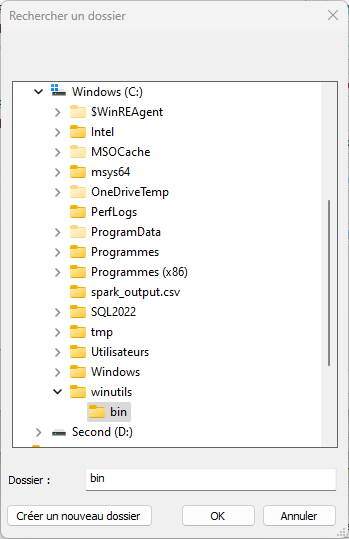 Rechercher un dossier
Windows (C:)
$WinREAgent
Intel
MSOCache
msys64
OneDriveTemp
PerfLogs
ProgramData
Programmes
Programmes (x86)
spark_output.csv
SQL2022
tmp
Utilisateurs
Windows
winutils
bin
Second (D:)
Dossier : bin
Créer un nouveau dossier OK Annuler